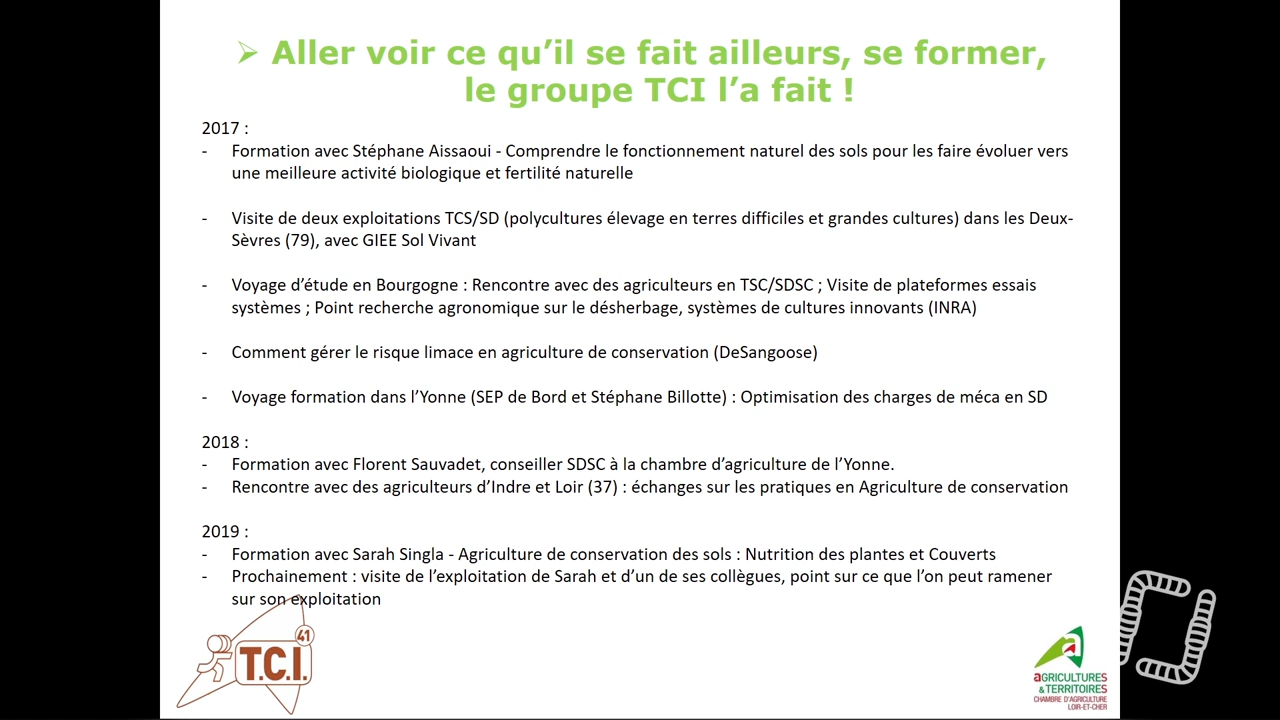 ➢ Aller voir ce qu’il se fait ailleurs, se former,
le groupe TCI l’a fait !
2017 :
- Formation avec Stéphane Aissaoui - Comprendre le fonctionnement naturel des sols pour les faire évoluer vers
une meilleure activité biologique et fertilité naturelle
- Visite de deux exploitations TCS/SD (polycultures élevage en terres difficiles et grandes cultures) dans les Deux-
Sèvres (79), avec GIEE Sol Vivant
- Voyage d’étude en Bourgogne : Rencontre avec des agriculteurs en TSC/SDSC ; Visite de plateformes essais
systèmes ; Point recherche agronomique sur le désherbage, systèmes de cultures innovants (INRA)
- Comment gérer le risque limace en agriculture de conservation (DeSangoose)
- Voyage formation dans l’Yonne (SEP de Bord et Stéphane Billotte) : Optimisation des charges de méca en SD
2018 :
- Formation avec Florent Sauvadet, conseiller SDSC à la chambre d’agriculture de l’Yonne.
- Rencontre avec des agriculteurs d’Indre et Loir (37) : échanges sur les pratiques en Agriculture de conservation
2019 :
- Formation avec Sarah Singla - Agriculture de conservation des sols : Nutrition des plantes et Couverts
- Prochainement : visite de l’exploitation de Sarah et d’un de ses collègues, point sur ce que l’on peut ramener
sur son exploitation
41
T.C.I.
a
AGRICULTURES
& TERRITOIRES
CHAMBRE D’AGRICULTURE
LOIR-ET-CHER